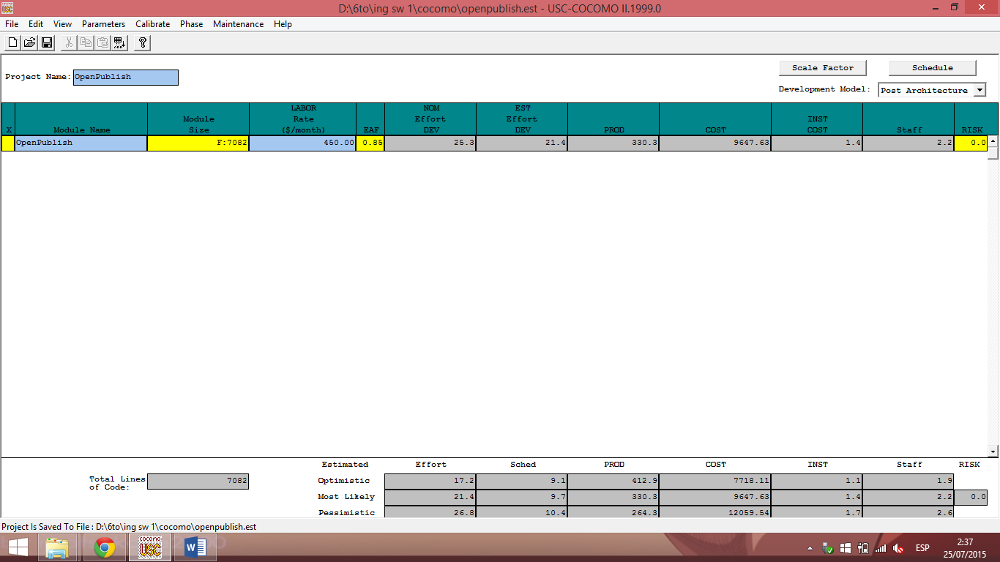 D:\6to\ing sw 1\cocomo\openpublish.est - USC-COCOMO II.1999.0
File Edit View Parameters Calibrate Phase Maintenance Help
Project Name: OpenPublish
Scale Factor Schedule
Development Model: Post Architecture
X Module Name Module Size LABOR Rate ($/month) EAF NOM Effort DEV EST Effort DEV PROD COST INST COST Staff RISK
OpenPublish F:7082 450.00 0.85 25.3 21.4 330.3 9647.63 1.4 2.2 0.0
Estimated Effort Sched PROD COST INST Staff RISK
Total Lines of Code: 7082
Optimistic 17.2 9.1 412.9 7718.11 1.1 1.9
Most Likely 21.4 9.7 330.3 9647.63 1.4 2.2 0.0
Pessimistic 26.8 10.4 264.3 12059.54 1.7 2.6
Project Is Saved To File : D:\6to\ing sw 1\cocomo\openpublish.est
COCOMO USC
ESP
2:37
25/07/2015